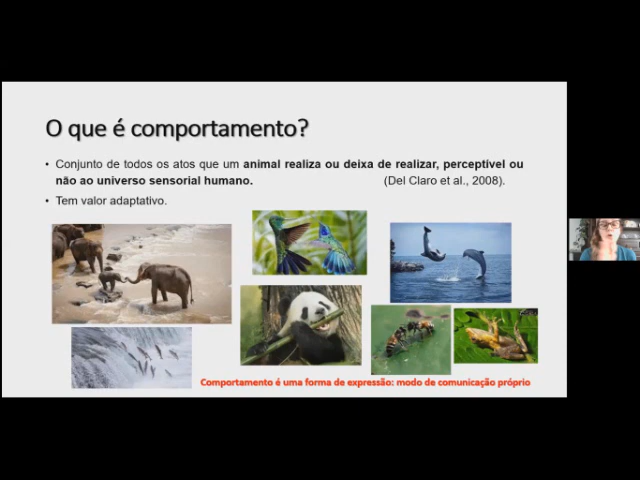 O que é comportamento?
• Conjunto de todos os atos que um animal realiza ou deixa de realizar, perceptível ou
não ao universo sensorial humano. (Del Claro et al., 2008).
• Tem valor adaptativo.
Comportamento é uma forma de expressão: modo de comunicação próprio